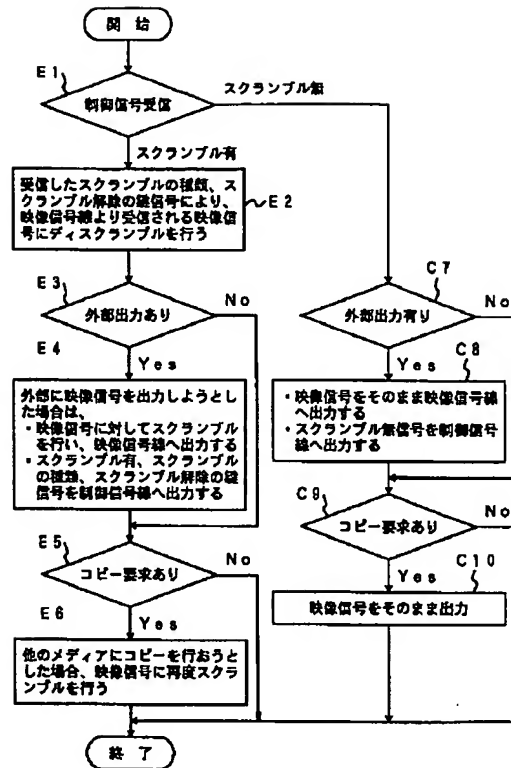 開 始
E1
制御信号受信
スクランブル無
スクランブル有
受信したスクランブルの種類、ス
クランブル解除の鍵信号により、
映像信号線より受信される映像信
号にディスクランブルを行う
E2
E3
外部出力あり
No
E4
Yes
外部に映像信号を出力しようとし
た場合は、
・映像信号に対してスクランブル
を行い、映像信号線へ出力する
・スクランブル有、スクランブル
の種類、スクランブル解除の鍵
信号を制御信号線へ出力する
E5
コピー要求あり
No
E6
Yes
他のメディアにコピーを行おうと
した場合、映像信号に再度スクラ
ンブルを行う
終 了
C7
外部出力有り
No
Yes
C8
・映像信号をそのまま映像信号線
へ出力する
・スクランブル無信号を制御信号
線へ出力する
C9
コピー要求あり
No
Yes
C10
映像信号をそのまま出力